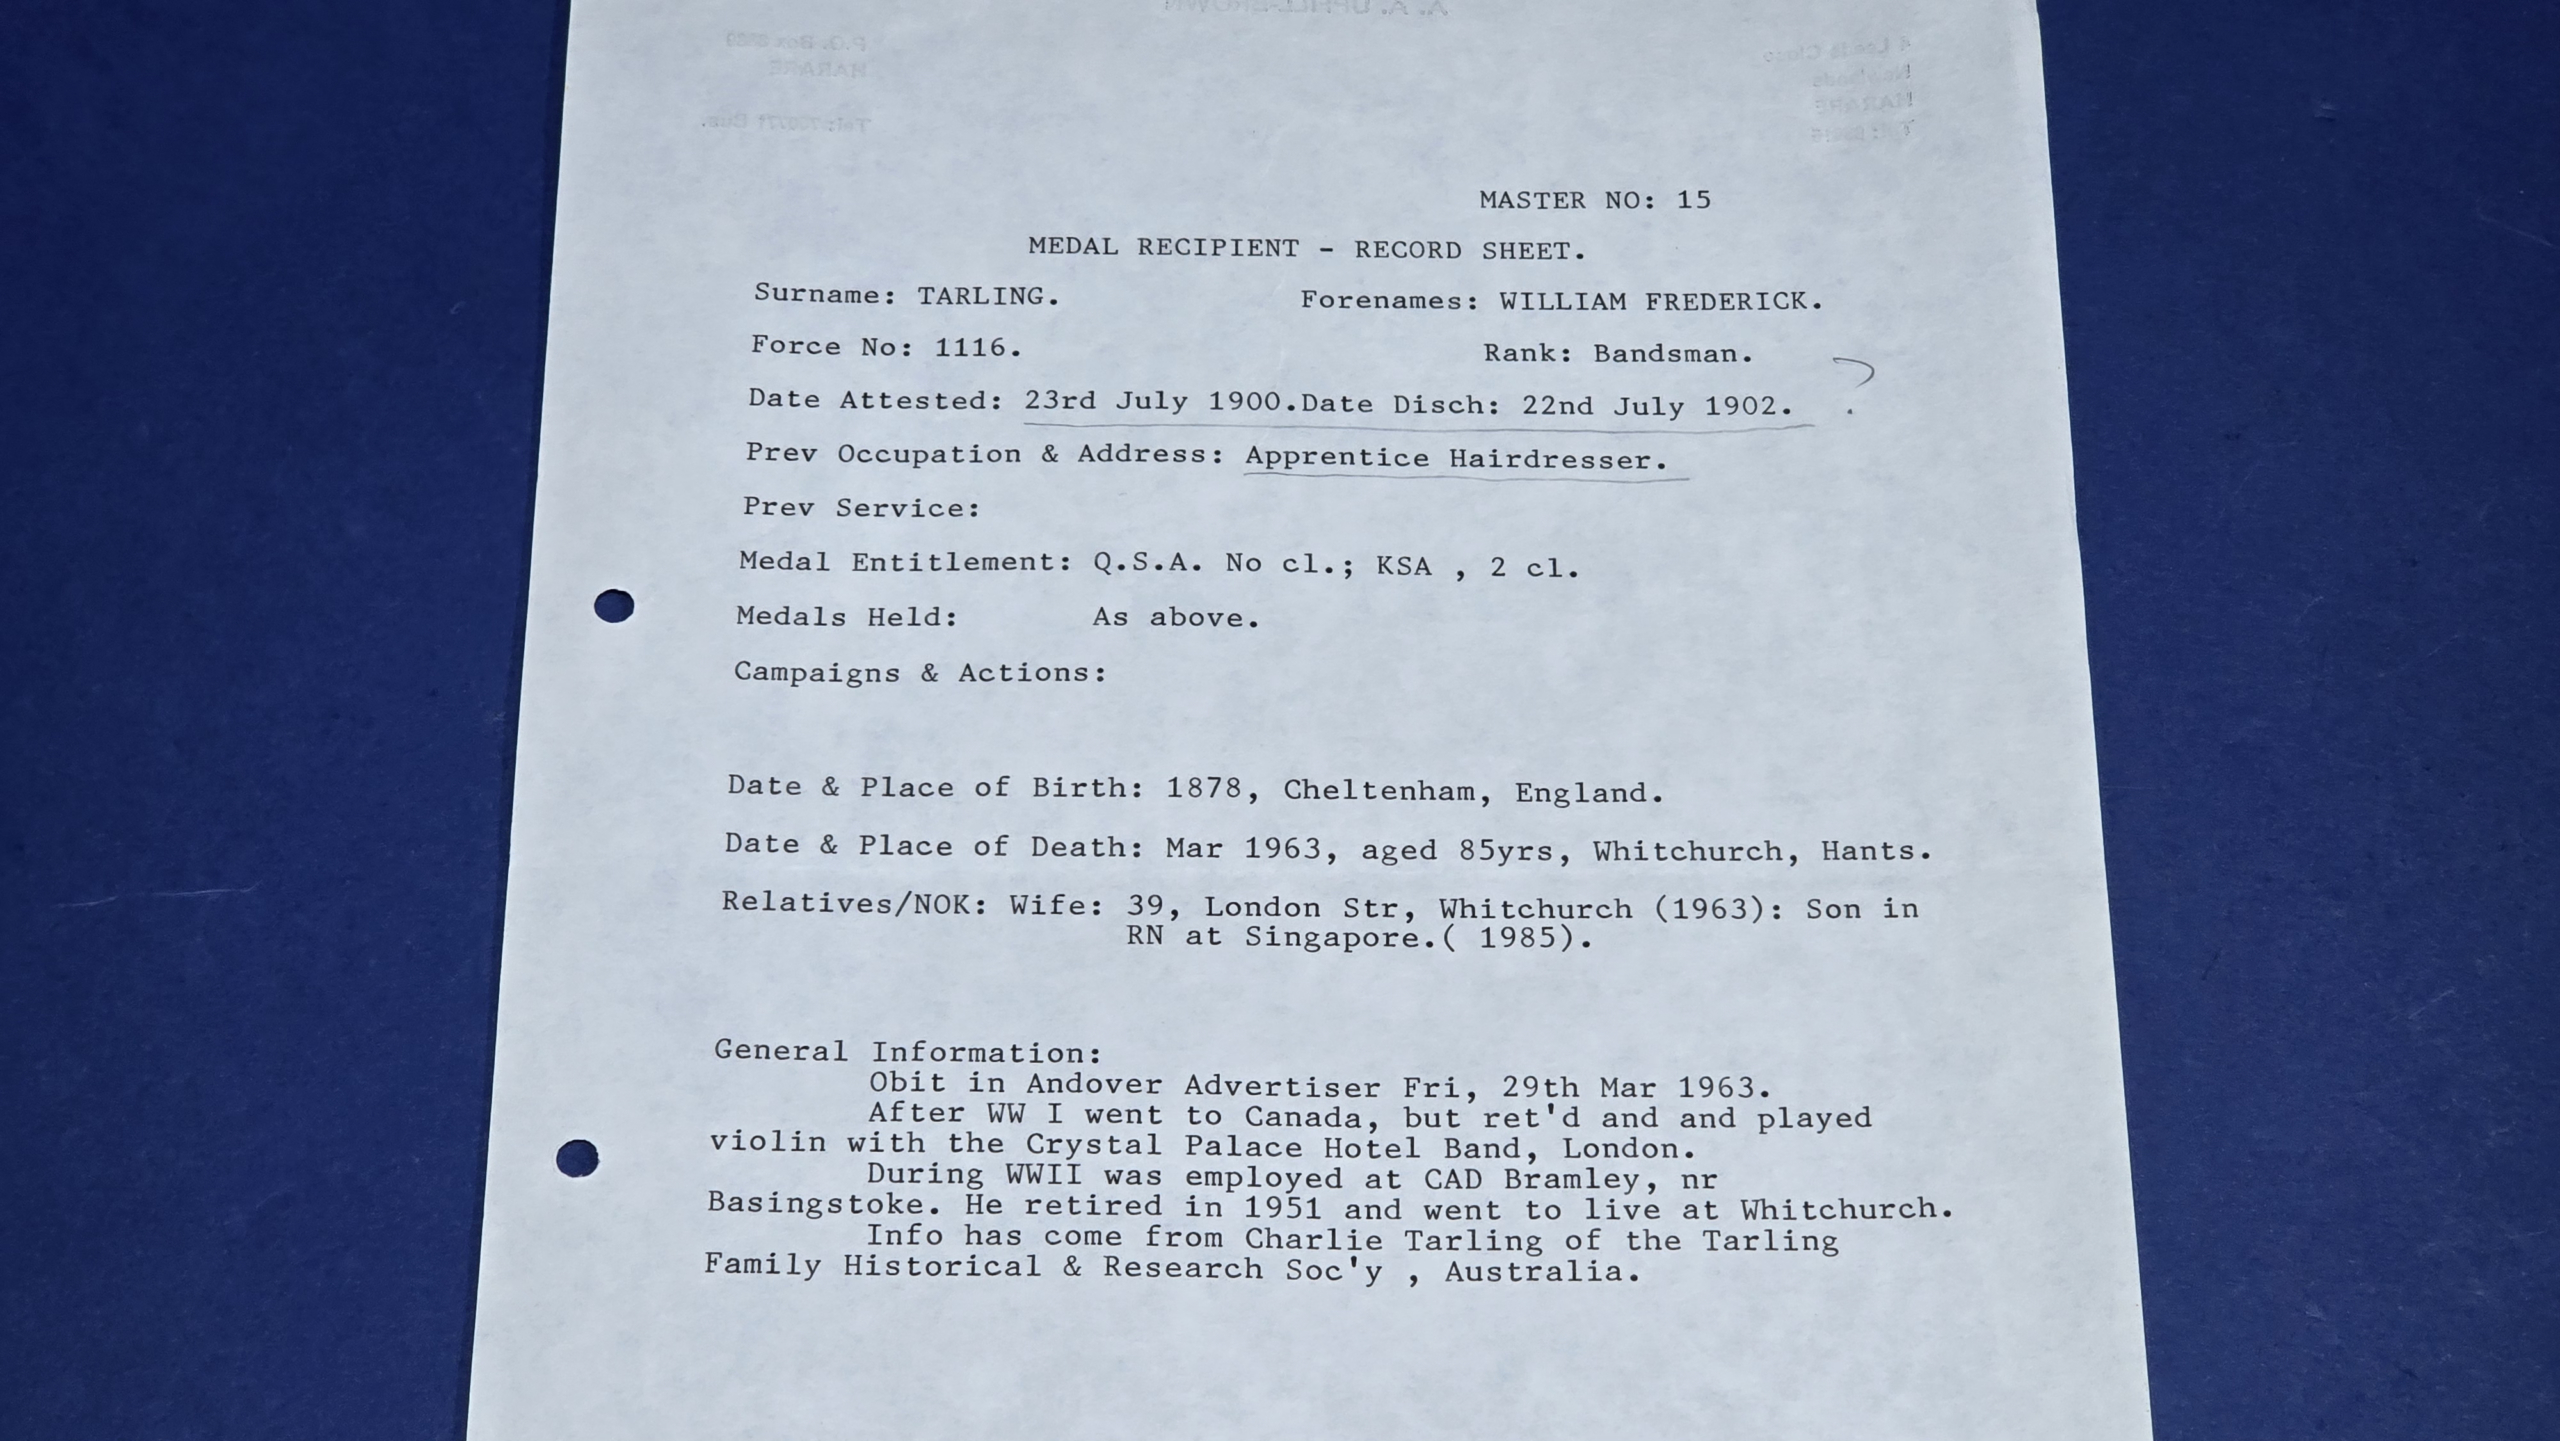 MASTER NO: 15
MEDAL RECIPIENT - RECORD SHEET.
Surname: TARLING. Forenames: WILLIAM FREDERICK.
Force No: 1116. Rank: Bandsman.
Date Attested: 23rd July 1900.Date Disch: 22nd July 1902. ?
Prev Occupation & Address: Apprentice Hairdresser.
Prev Service:
Medal Entitlement: Q.S.A. No cl.; KSA , 2 cl.
Medals Held: As above.
Campaigns & Actions:
Date & Place of Birth: 1878, Cheltenham, England.
Date & Place of Death: Mar 1963, aged 85yrs, Whitchurch, Hants.
Relatives/NOK: Wife: 39, London Str, Whitchurch (1963): Son in
RN at Singapore.( 1985).
General Information:
Obit in Andover Advertiser Fri, 29th Mar 1963.
After WW I went to Canada, but ret'd and and played
violin with the Crystal Palace Hotel Band, London.
During WWII was employed at CAD Bramley, nr
Basingstoke. He retired in 1951 and went to live at Whitchurch.
Info has come from Charlie Tarling of the Tarling
Family Historical & Research Soc'y , Australia.